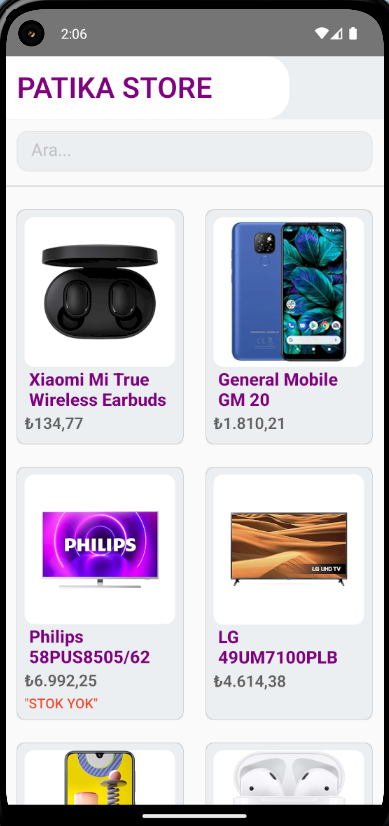 2:06
PATIKA STORE
Ara...
Xiaomi Mi True
Wireless Earbuds
₺134,77
General Mobile
GM 20
₺1.810,21
PHILIPS
Philips
58PUS8505/62
₺6.992,25
"STOK YOK"
LG UHD TV
LG
49UM7100PLB
₺4.614,38